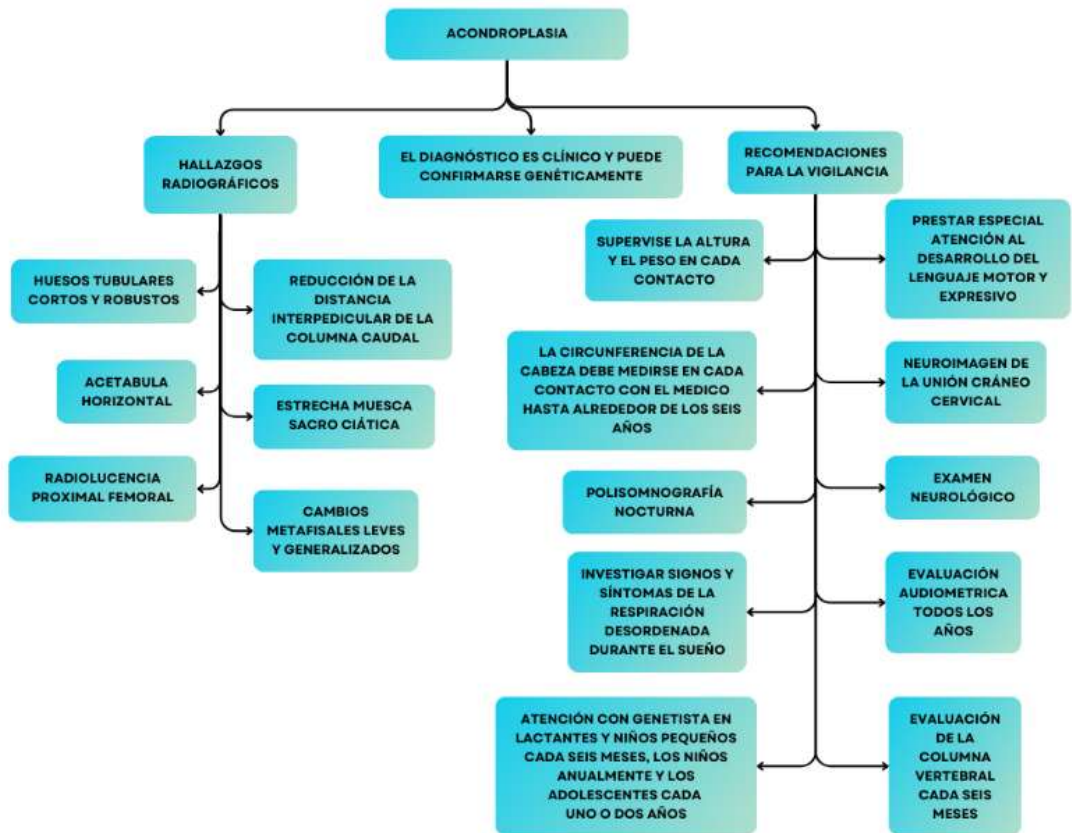 ACONDROPLASIA
HALLAZGOS
RADIOGRÁFICOS
EL DIAGNÓSTICO ES CLÍNICO Y PUEDE
CONFIRMARSE GENÉTICAMENTE
RECOMENDACIONES
PARA LA VIGILANCIA
HUESOS TUBULARES
CORTOS Y ROBUSTOS
REDUCCIÓN DE LA
DISTANCIA
INTERPEDICULAR DE LA
COLUMNA CAUDAL
ACETABULA
HORIZONTAL
ESTRECHA MUESCA
SACRO CIÁTICA
RADIOLUCENCIA
PROXIMAL FEMORAL
CAMBIOS
METAFISALES LEVES
Y GENERALIZADOS
SUPERVISE LA ALTURA
Y EL PESO EN CADA
CONTACTO
PRESTAR ESPECIAL
ATENCIÓN AL
DESARROLLO DEL
LENGUAJE MOTOR Y
EXPRESIVO
LA CIRCUNFERENCIA DE LA
CABEZA DEBE MEDIRSE EN CADA
CONTACTO CON EL MEDICO
HASTA ALREDEDOR DE LOS SEIS
AÑOS
NEUROIMAGEN DE
LA UNIÓN CRÁNEO
CERVICAL
POLISOMNOGRAFÍA
NOCTURNA
EXAMEN
NEUROLÓGICO
INVESTIGAR SIGNOS Y
SÍNTOMAS DE LA
RESPIRACIÓN
DESORDENADA
DURANTE EL SUEÑO
EVALUACIÓN
AUDIOMETRICA
TODOS LOS
AÑOS
ATENCIÓN CON GENETISTA EN
LACTANTES Y NIÑOS PEQUEÑOS
CADA SEIS MESES, LOS NIÑOS
ANUALMENTE Y LOS
ADOLESCENTES CADA
UNO O DOS AÑOS
EVALUACIÓN
DE LA
COLUMNA
VERTEBRAL
CADA SEIS
MESES